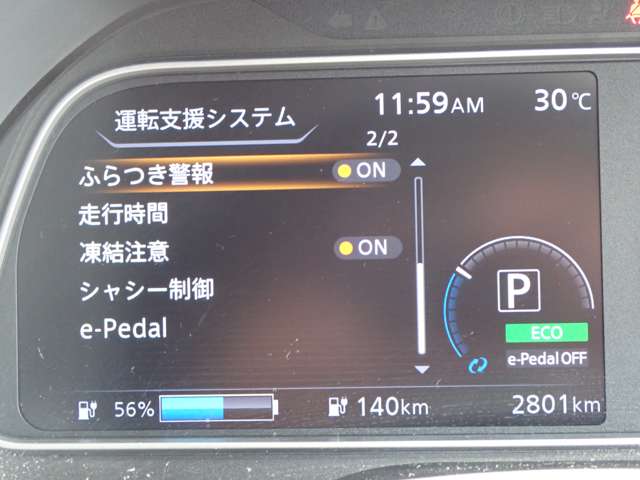 11:59AM 30℃
運転支援システム
2/2
ふらつき警報 ON
走行時間
凍結注意 ON
シャシー制御
e-Pedal
P
ECO
e-Pedal OFF
56% 140km 2801km